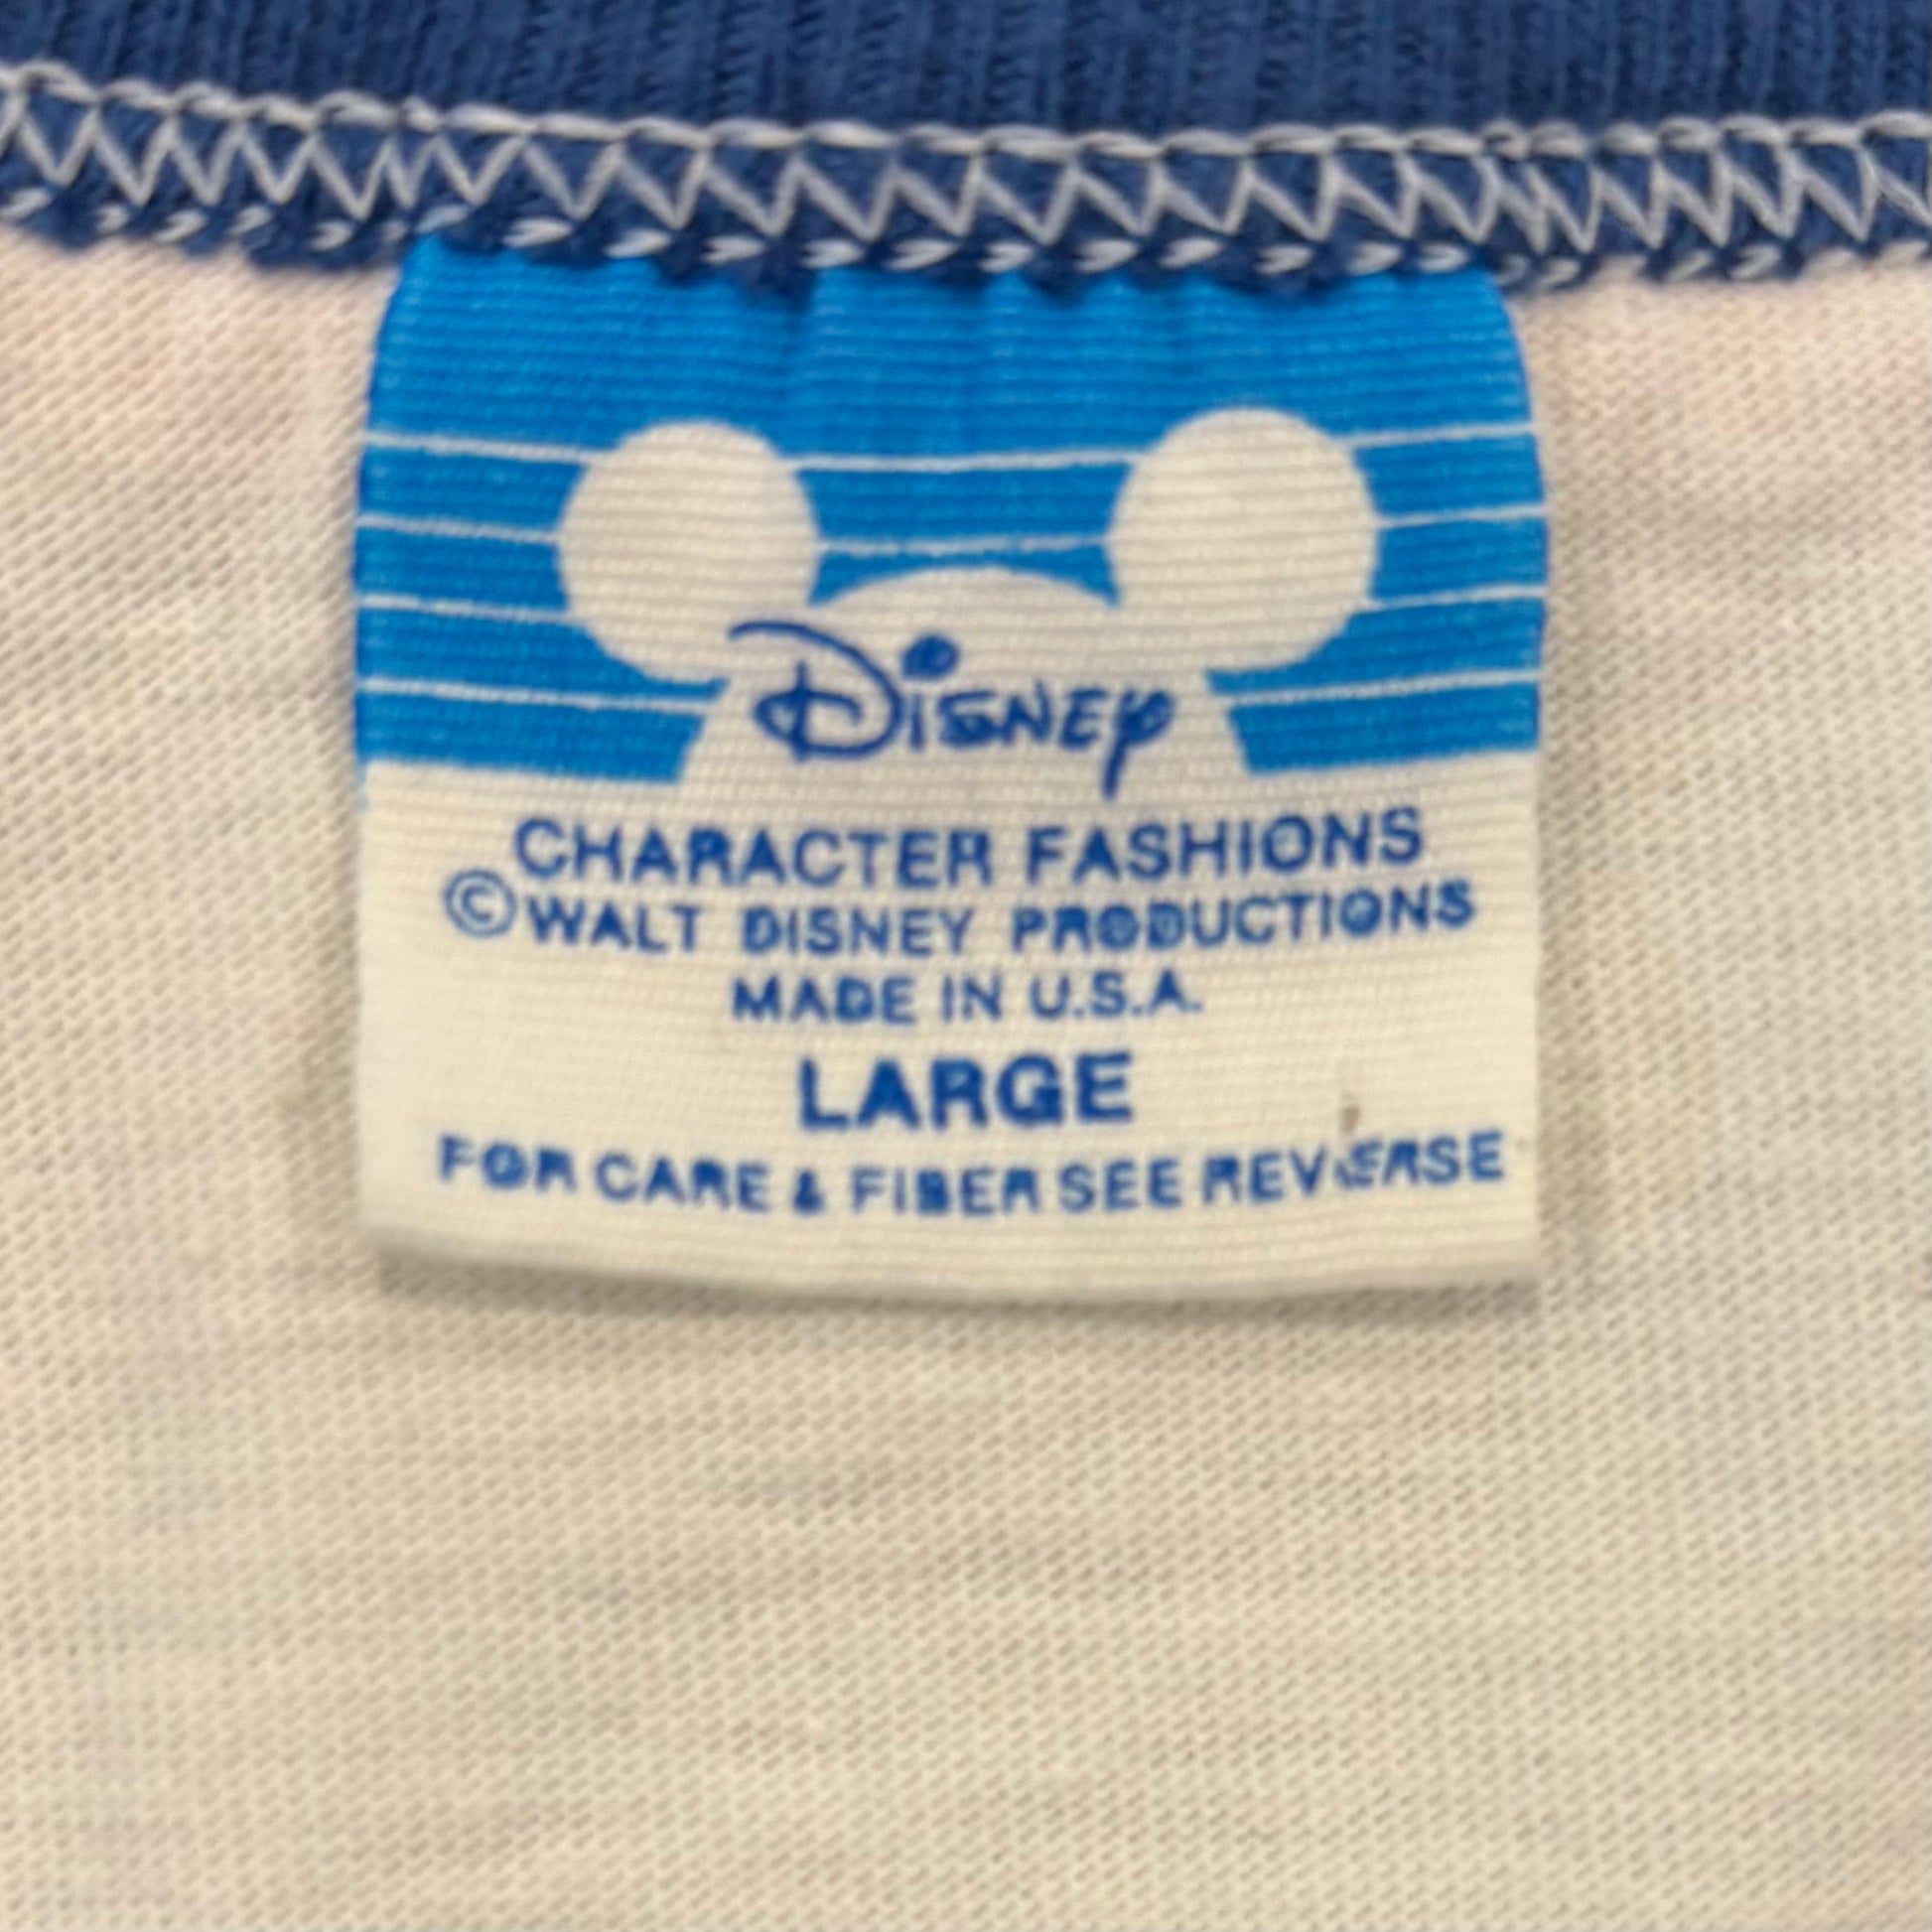 Disney
CHARACTER FASHIONS
©WALT DISNEY PRODUCTIONS
MADE IN U.S.A.
LARGE
FOR CARE & FIBER SEE REVERSE